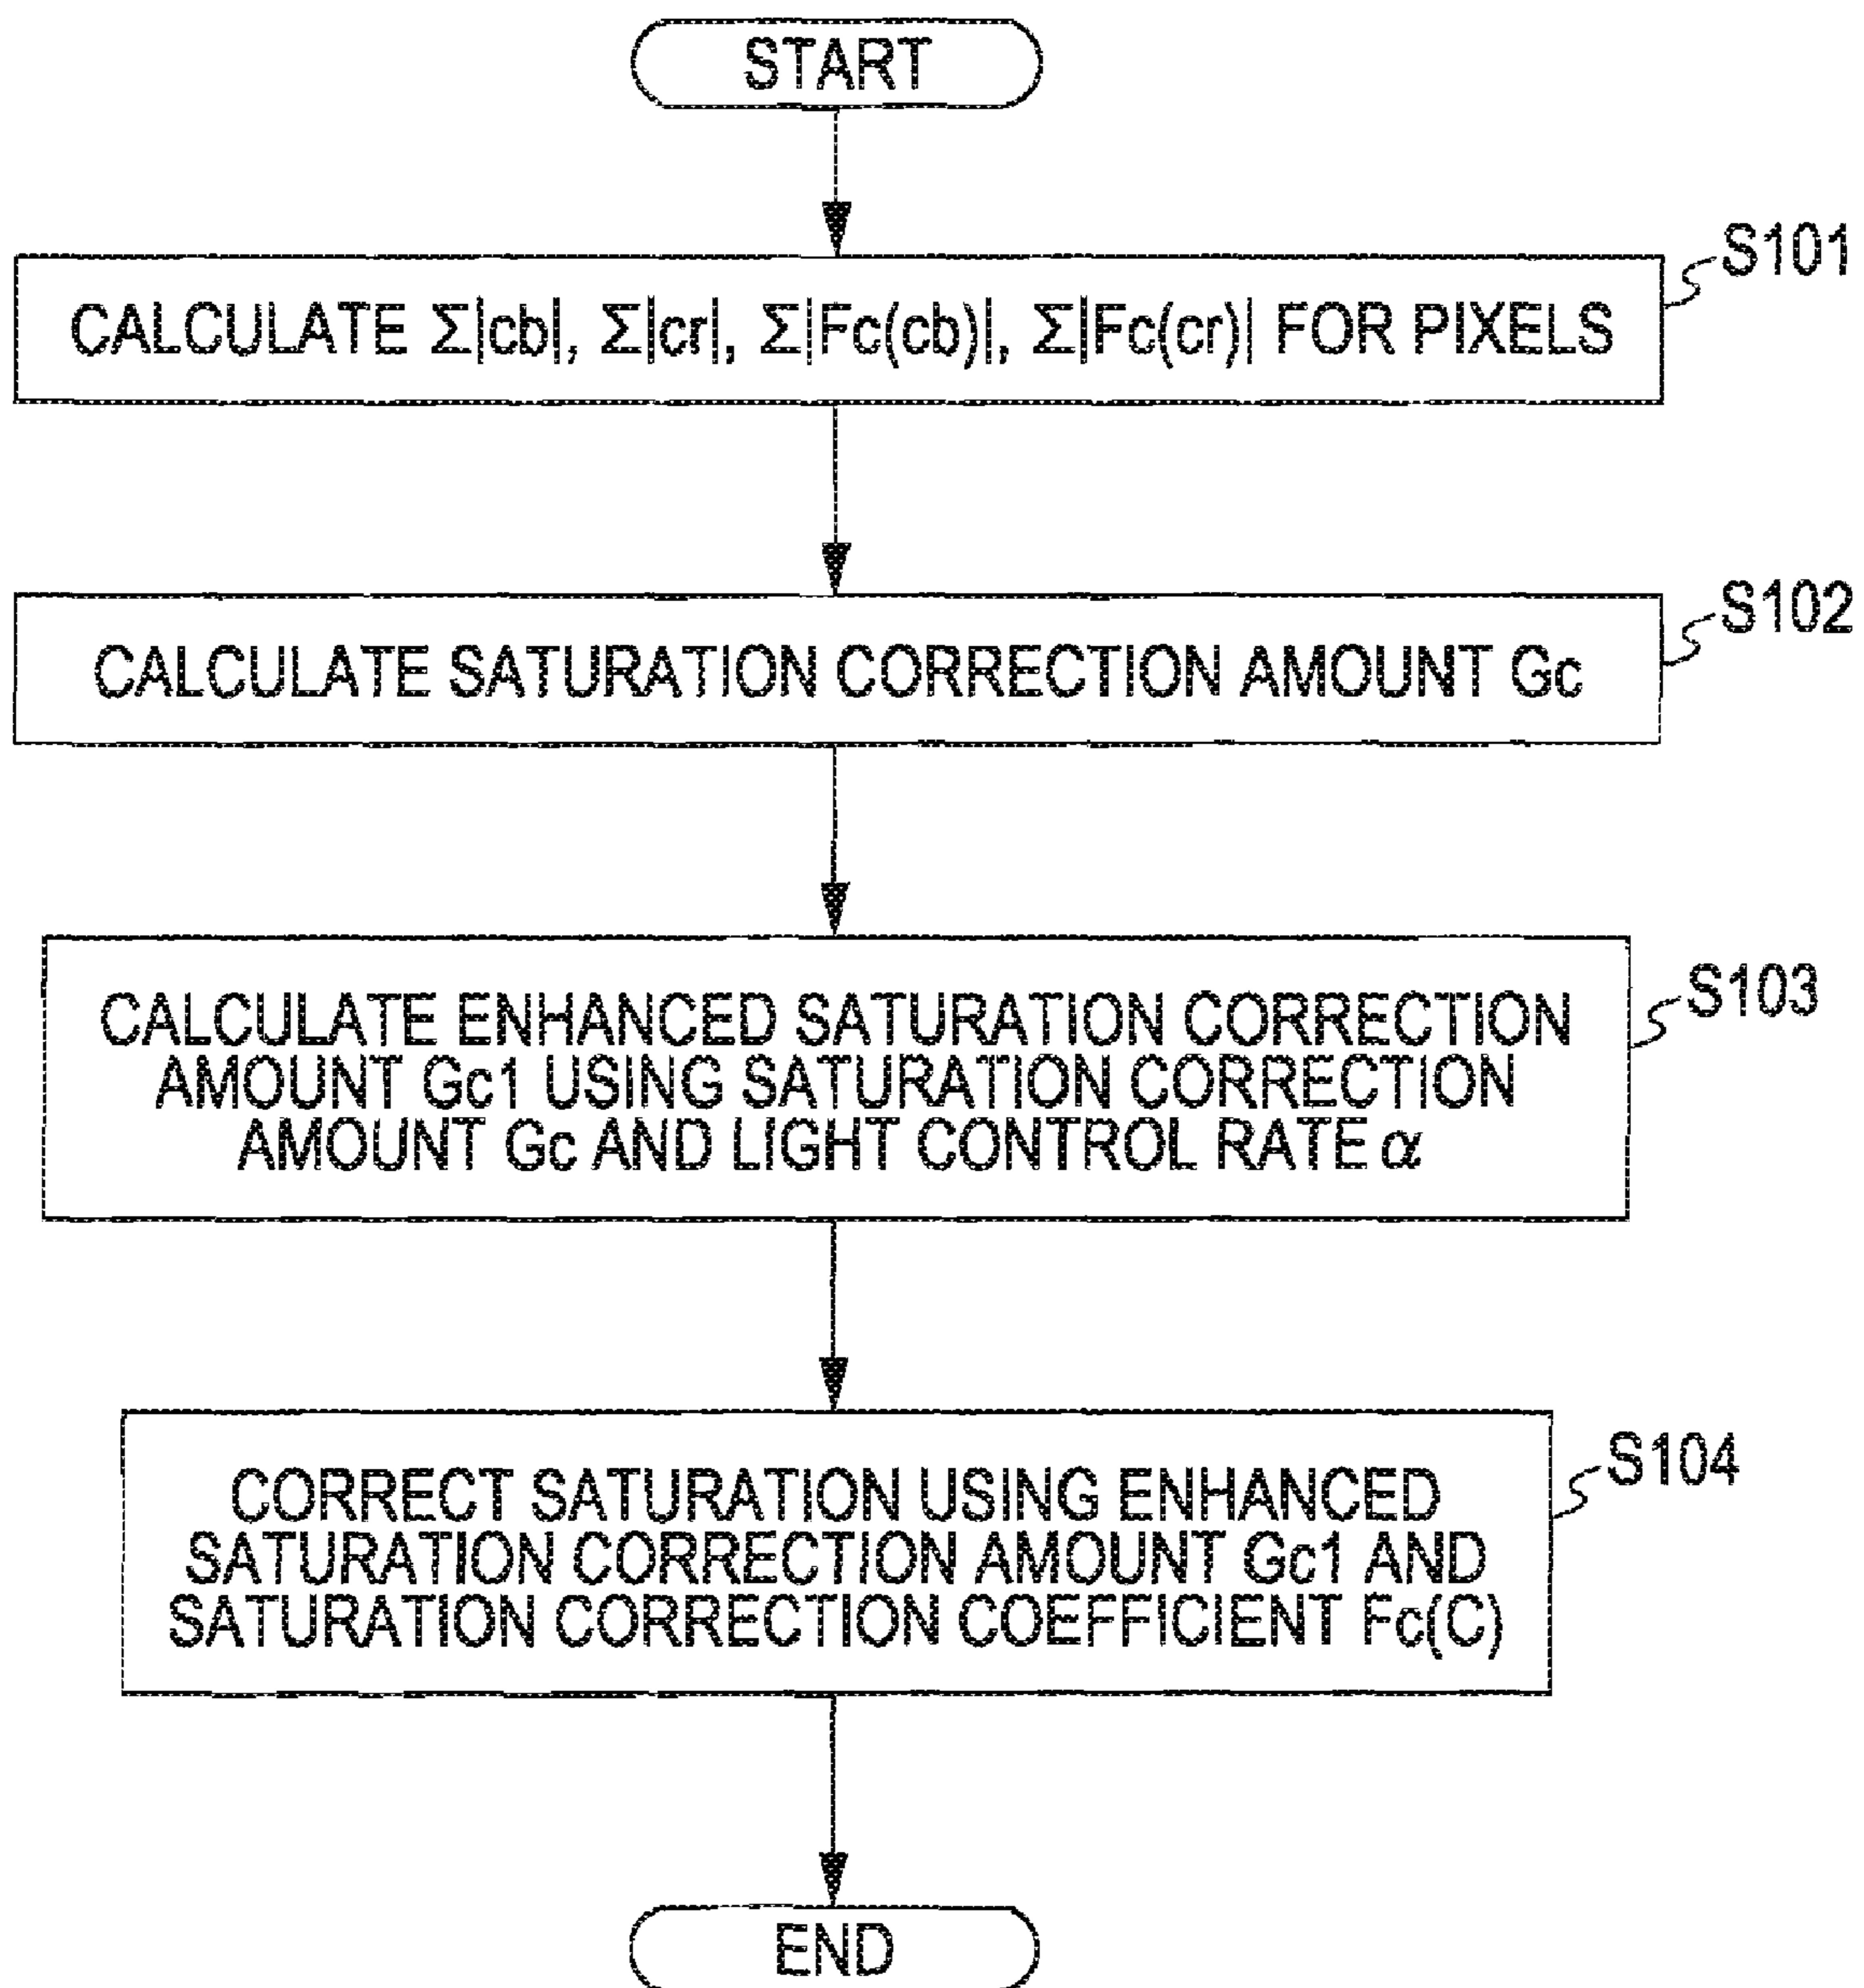 START
S101
CALCULATE Σ|cb|, Σ|cr|, Σ|Fc(cb)|, Σ|Fc(cr)| FOR PIXELS
S102
CALCULATE SATURATION CORRECTION AMOUNT Gc
S103
CALCULATE ENHANCED SATURATION CORRECTION
AMOUNT Gc1 USING SATURATION CORRECTION
AMOUNT Gc AND LIGHT CONTROL RATE α
S104
CORRECT SATURATION USING ENHANCED
SATURATION CORRECTION AMOUNT Gc1 AND
SATURATION CORRECTION COEFFICIENT Fc(C)
END